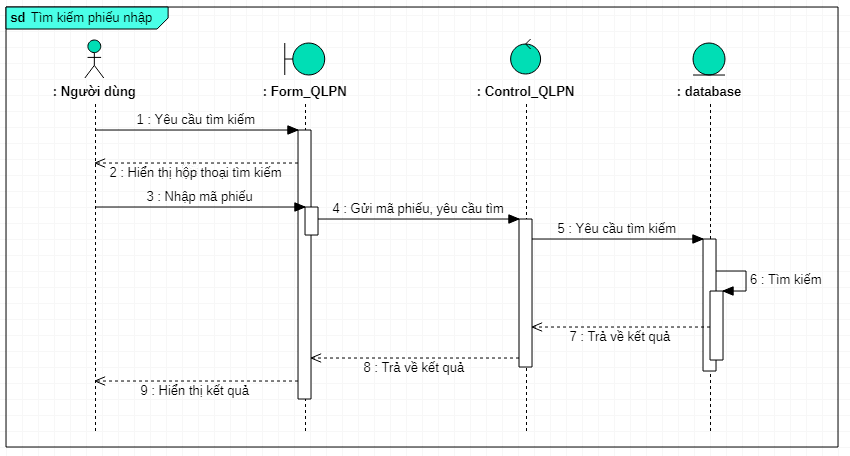 sd Tìm kiếm phiếu nhập
: Người dùng
: Form_QLPN
: Control_QLPN
: database
1 : Yêu cầu tìm kiếm
2 : Hiển thị hộp thoại tìm kiếm
3 : Nhập mã phiếu
4 : Gửi mã phiếu, yêu cầu tìm
5 : Yêu cầu tìm kiếm
6 : Tìm kiếm
7 : Trả về kết quả
8 : Trả về kết quả
9 : Hiển thị kết quả